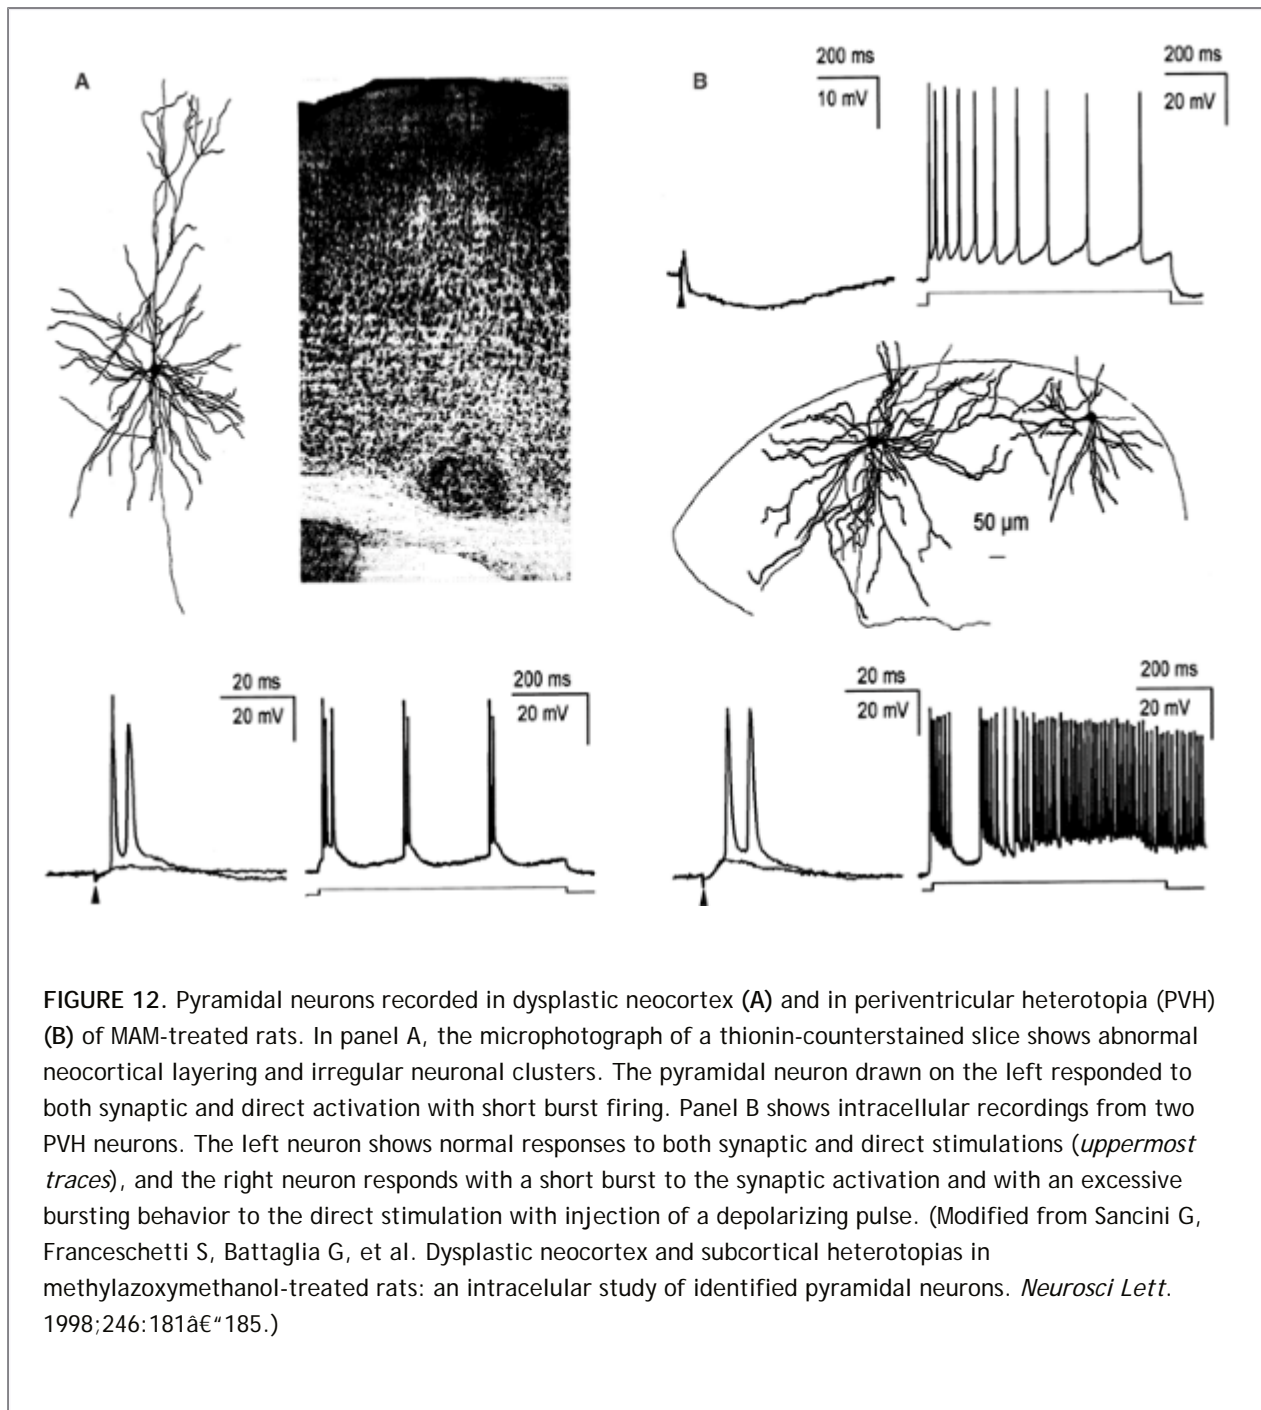 A
B
200 ms
10 mV
200 ms
20 mV
50 µm
20 ms
20 mV
200 ms
20 mV
20 ms
20 mV
200 ms
20 mV
FIGURE 12. Pyramidal neurons recorded in dysplastic neocortex (A) and in periventricular heterotopia (PVH)
(B) of MAM-treated rats. In panel A, the microphotograph of a thionin-counterstained slice shows abnormal
neocortical layering and irregular neuronal clusters. The pyramidal neuron drawn on the left responded to
both synaptic and direct activation with short burst firing. Panel B shows intracellular recordings from two
PVH neurons. The left neuron shows normal responses to both synaptic and direct stimulations (uppermost
traces), and the right neuron responds with a short burst to the synaptic activation and with an excessive
bursting behavior to the direct stimulation with injection of a depolarizing pulse. (Modified from Sancini G,
Franceschetti S, Battaglia G, et al. Dysplastic neocortex and subcortical heterotopias in
methylazoxymethanol-treated rats: an intracelular study of identified pyramidal neurons. Neurosci Lett.
1998;246:181â€“185.)